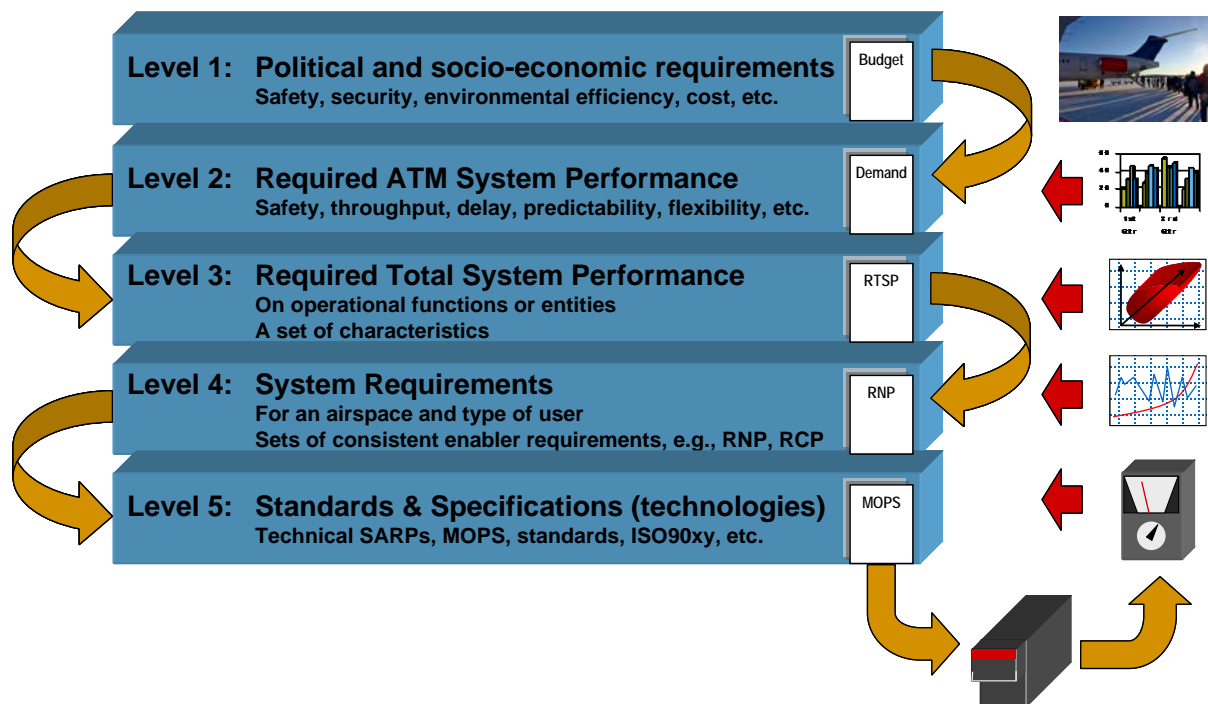 Level 1: Political and socio-economic requirements
Safety, security, environmental efficiency, cost, etc.
Budget
Level 2: Required ATM System Performance
Safety, throughput, delay, predictability, flexibility, etc.
Demand
Level 3: Required Total System Performance
On operational functions or entities
A set of characteristics
RTSP
Level 4: System Requirements
For an airspace and type of user
Sets of consistent enabler requirements, e.g., RNP, RCP
RNP
Level 5: Standards & Specifications (technologies)
Technical SARPs, MOPS, standards, ISO90xy, etc.
MOPS